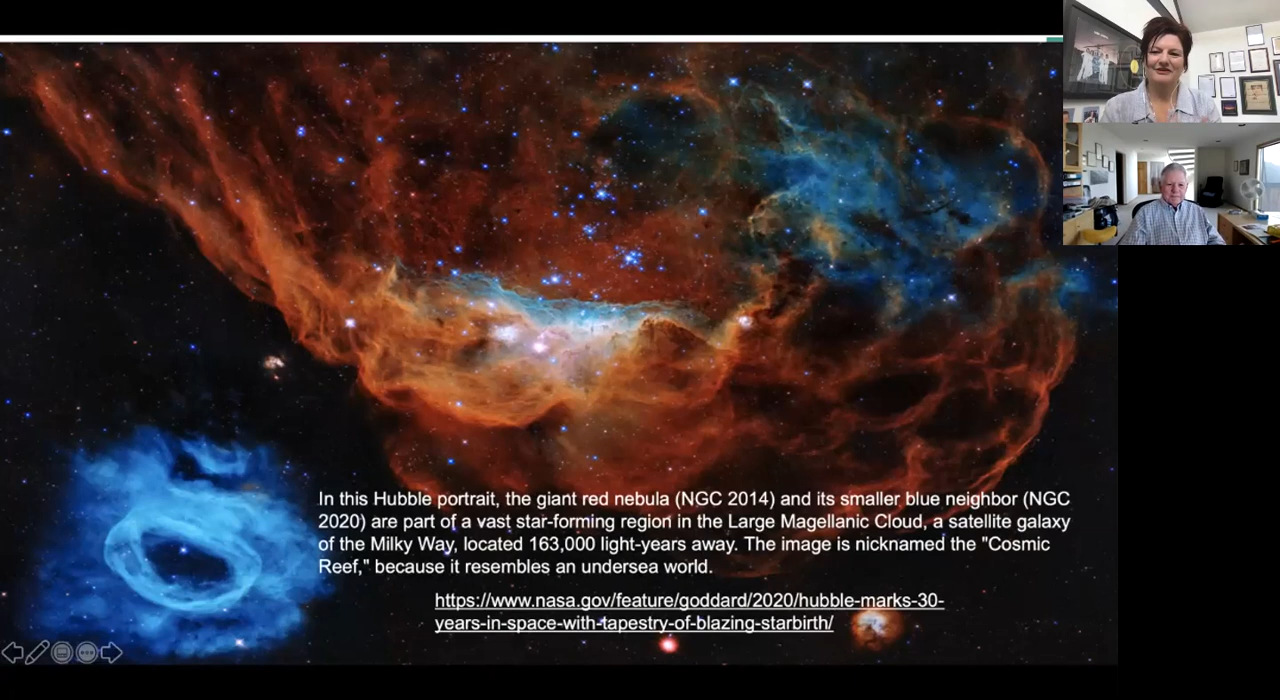 In this Hubble portrait, the giant red nebula (NGC 2014) and its smaller blue neighbor (NGC
2020) are part of a vast star-forming region in the Large Magellanic Cloud, a satellite galaxy
of the Milky Way, located 163,000 light-years away. The image is nicknamed the "Cosmic
Reef," because it resembles an undersea world.
https://www.nasa.gov/feature/goddard/2020/hubble-marks-30-
years-in-space-with-tapestry-of-blazing-starbirth/